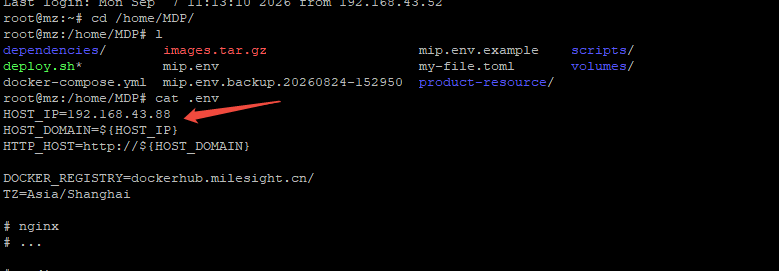 Last login: Mon Sep  7 11:13:10 2026 from 192.168.43.52
root@mz:~# cd /home/MDP/
root@mz:/home/MDP# l
dependencies/       images.tar.gz                   mip.env.example    scripts/
deploy.sh*          mip.env                         my-file.toml       volumes/
docker-compose.yml  mip.env.backup.20260824-152950  product-resource/
root@mz:/home/MDP# cat .env
HOST_IP=192.168.43.88
HOST_DOMAIN=${HOST_IP}
HTTP_HOST=http://${HOST_DOMAIN}
DOCKER_REGISTRY=dockerhub.milesight.cn/
TZ=Asia/Shanghai
# nginx
# ...